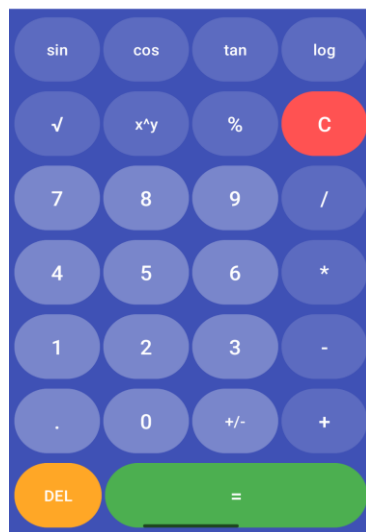 sin cos tan log
√ x^y % C
7 8 9 /
4 5 6 *
1 2 3 -
. 0 +/- +
DEL =